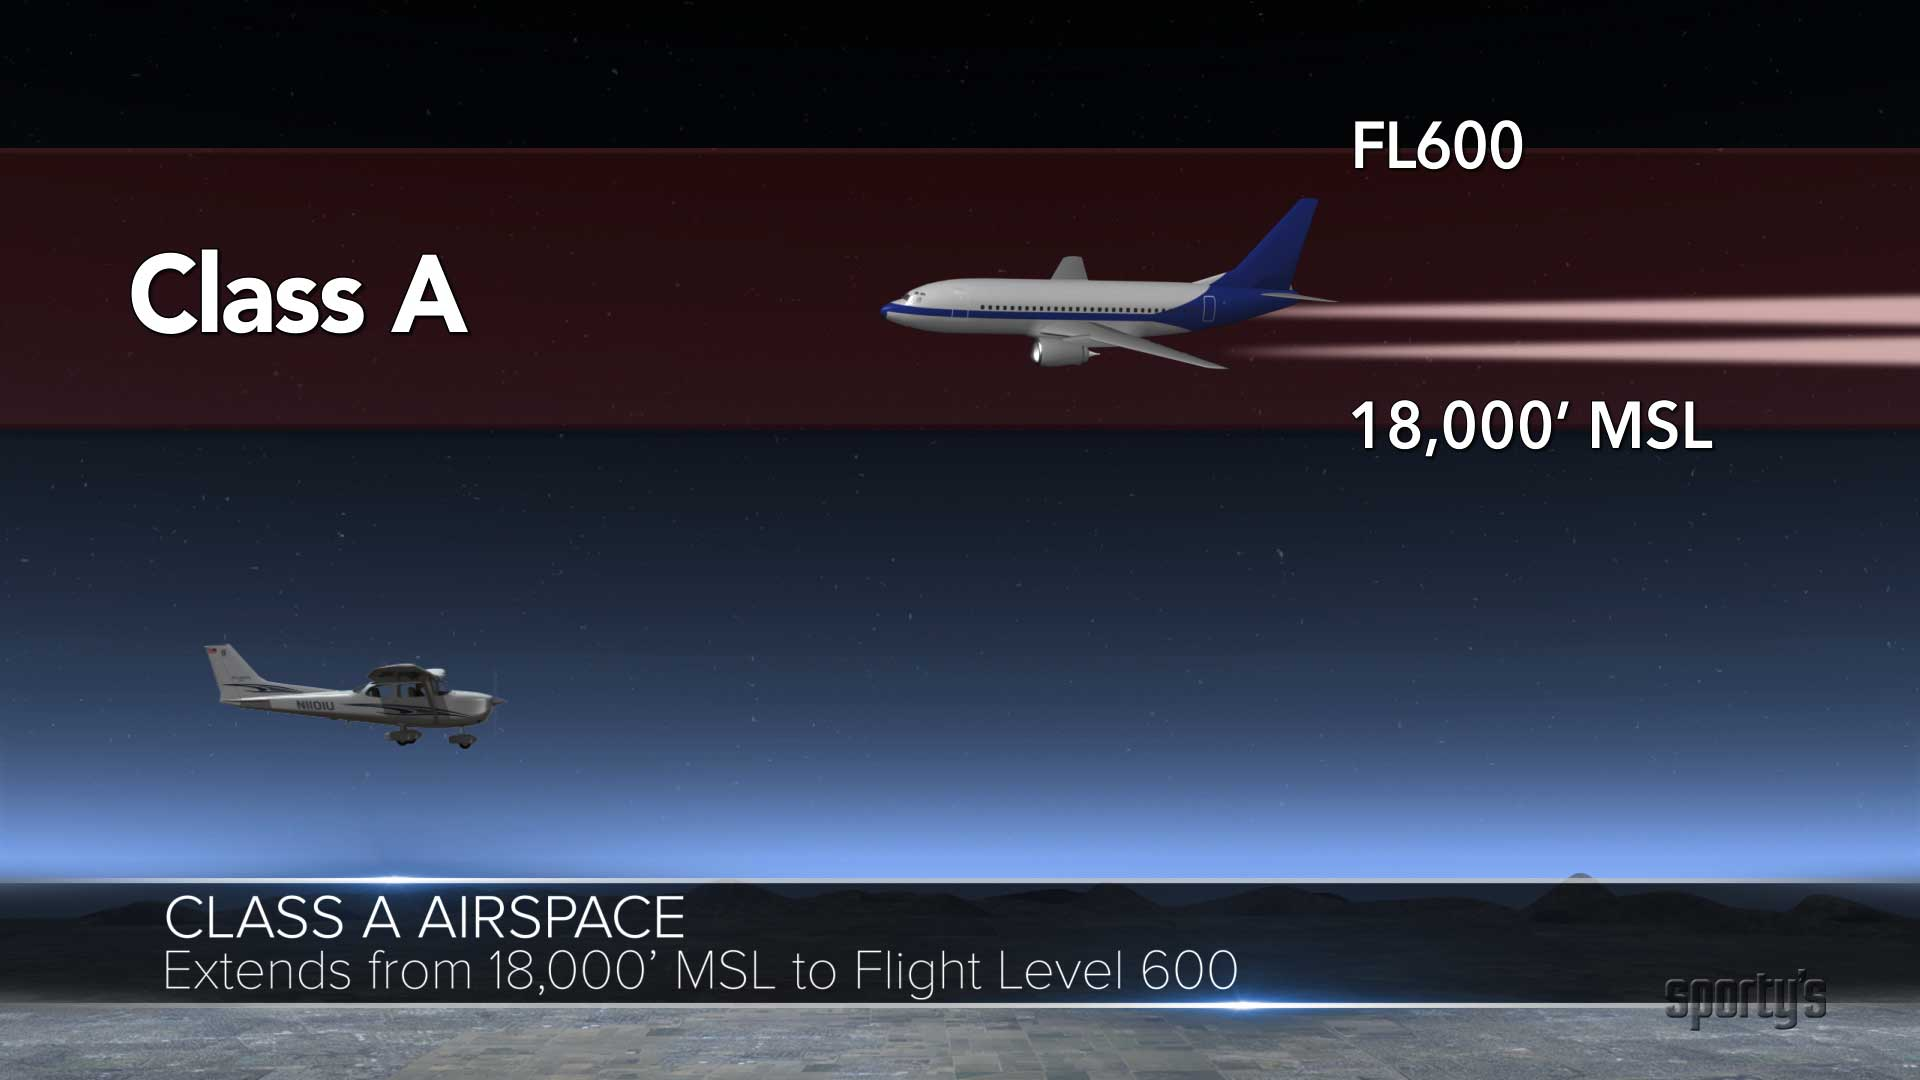 FL600
Class A
18,000’ MSL
N1101U
CLASS A AIRSPACE
Extends from 18,000’ MSL to Flight Level 600
sporty's